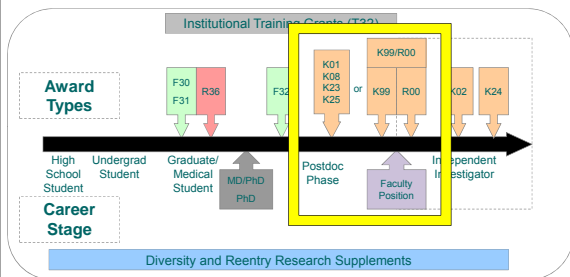 Institutional Training Grants (T32)
K99/R00
K01
K08
K23
K25
or
K99
R00
K02
K24
F30
F31
R36
F32
Award
Types
High
School
Student
Undergrad
Student
Graduate/
Medical
Student
MD/PhD
PhD
Postdoc
Phase
Faculty
Position
Independent
Investigator
Career
Stage
Diversity and Reentry Research Supplements